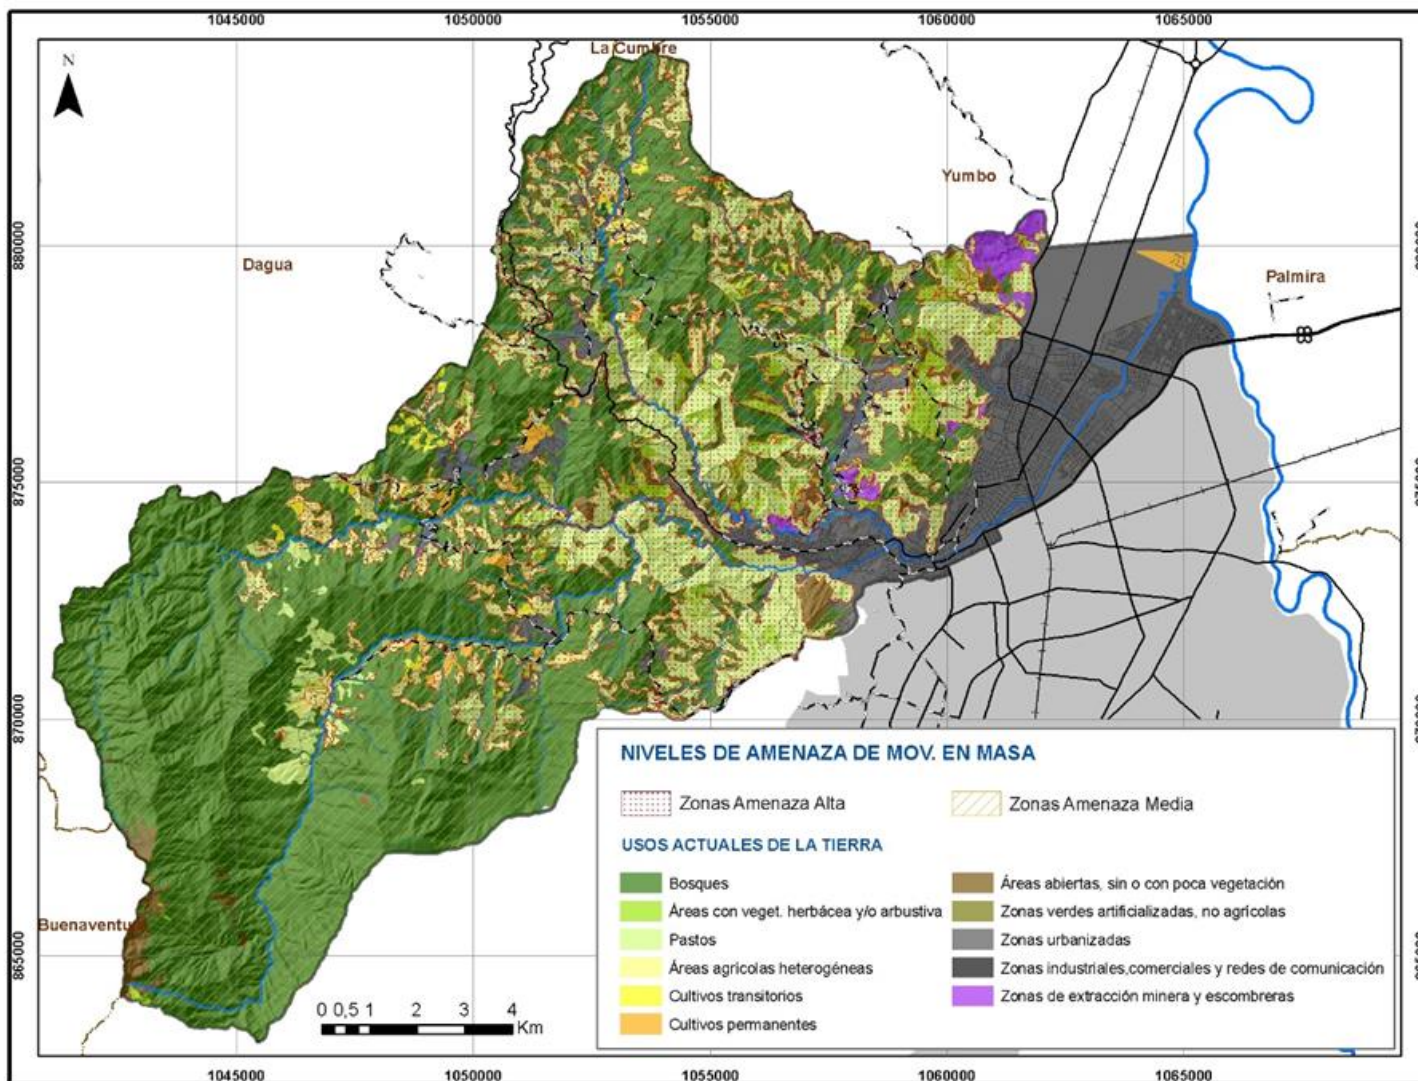 1045000 1050000 1055000 1060000 1065000
La Cumbre
N
Yumbo
880000
880000
Dagua
Palmira
875000
875000
870000
870000
NIVELES DE AMENAZA DE MOV. EN MASA
Zonas Amenaza Alta
Zonas Amenaza Media
USOS ACTUALES DE LA TIERRA
Bosques
Áreas con veget. herbácea y/o arbustiva
Pastos
Áreas agrícolas heterogéneas
Cultivos transitorios
Cultivos permanentes
Áreas abiertas, sin o con poca vegetación
Zonas verdes artificializadas, no agrícolas
Zonas urbanizadas
Zonas industriales,comerciales y redes de comunicación
Zonas de extracción minera y escombreras
Buenaventu
865000
865000
0 0,5 1 2 3 4
Km
1045000 1050000 1055000 1060000 1065000